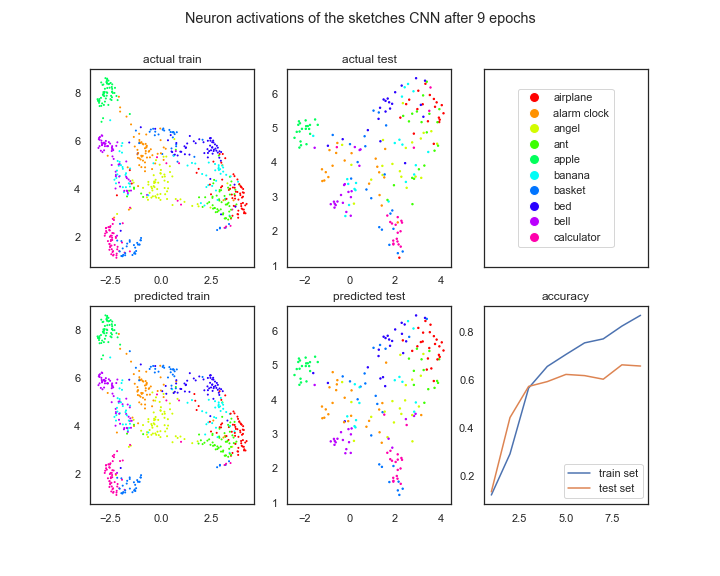 Neuron activations of the sketches CNN after 9 epochs
actual train
8
6
4
2
−2.5 0.0 2.5
actual test
6
5
4
3
2
1
−2 0 2 4
airplane
alarm clock
angel
ant
apple
banana
basket
bed
bell
calculator
predicted train
8
6
4
2
−2.5 0.0 2.5
predicted test
6
5
4
3
2
1
−2 0 2 4
accuracy
0.8
0.6
0.4
0.2
train set
test set
2.5 5.0 7.5